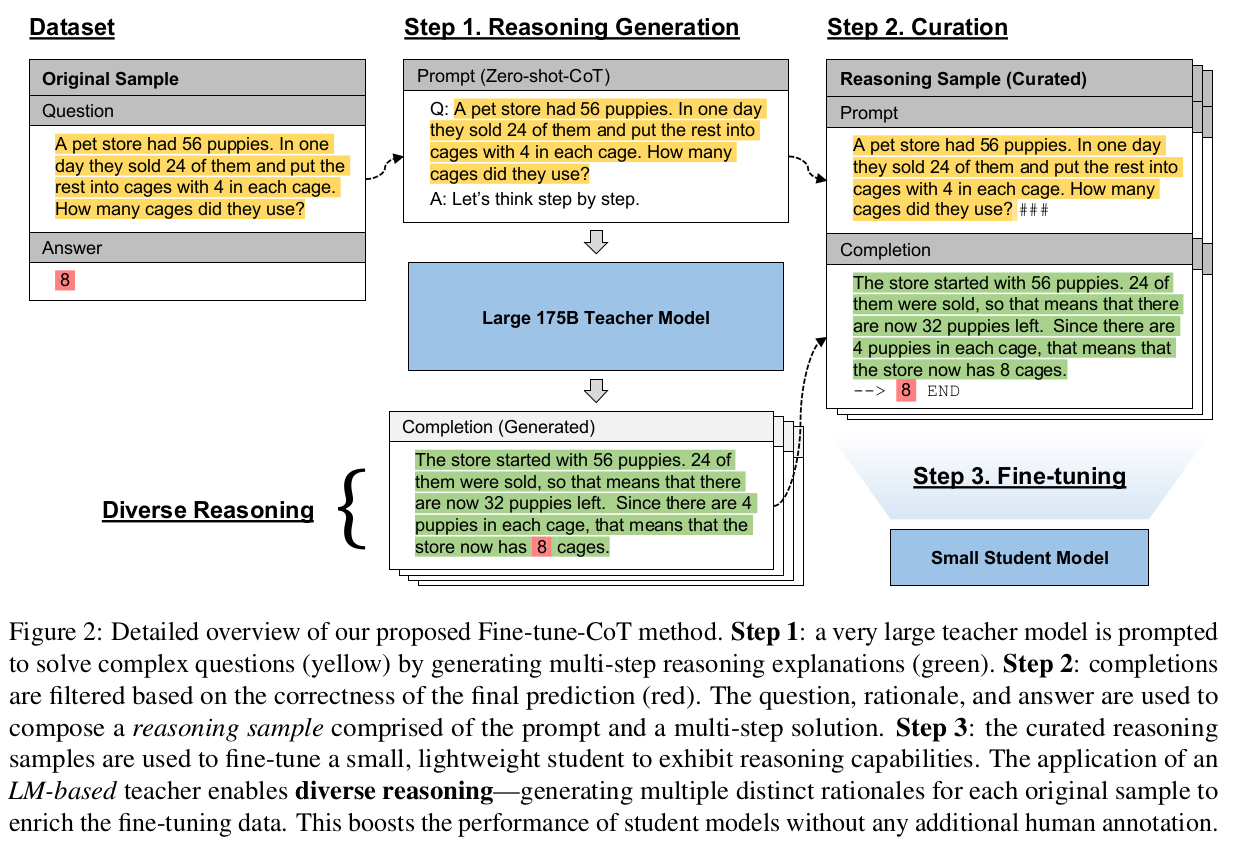 Dataset
Original Sample
Question
A pet store had 56 puppies. In one
day they sold 24 of them and put the
rest into cages with 4 in each cage.
How many cages did they use?
Answer
8
Step 1. Reasoning Generation
Prompt (Zero-shot-CoT)
Q: A pet store had 56 puppies. In one day
they sold 24 of them and put the rest into
cages with 4 in each cage. How many
cages did they use?
A: Let's think step by step.
Large 175B Teacher Model
Completion (Generated)
The store started with 56 puppies. 24 of
them were sold, so that means that there
are now 32 puppies left. Since there are 4
puppies in each cage, that means that the
store now has 8 cages.
Diverse Reasoning {
Step 2. Curation
Reasoning Sample (Curated)
Prompt
A pet store had 56 puppies. In one day
they sold 24 of them and put the rest into
cages with 4 in each cage. How many
cages did they use? ###
Completion
The store started with 56 puppies. 24 of
them were sold, so that means that there
are now 32 puppies left. Since there are
4 puppies in each cage, that means that
the store now has 8 cages.
--> 8 END
Step 3. Fine-tuning
Small Student Model
Figure 2: Detailed overview of our proposed Fine-tune-CoT method. Step 1: a very large teacher model is prompted
to solve complex questions (yellow) by generating multi-step reasoning explanations (green). Step 2: completions
are filtered based on the correctness of the final prediction (red). The question, rationale, and answer are used to
compose a reasoning sample comprised of the prompt and a multi-step solution. Step 3: the curated reasoning
samples are used to fine-tune a small, lightweight student to exhibit reasoning capabilities. The application of an
LM-based teacher enables diverse reasoning—generating multiple distinct rationales for each original sample to
enrich the fine-tuning data. This boosts the performance of student models without any additional human annotation.